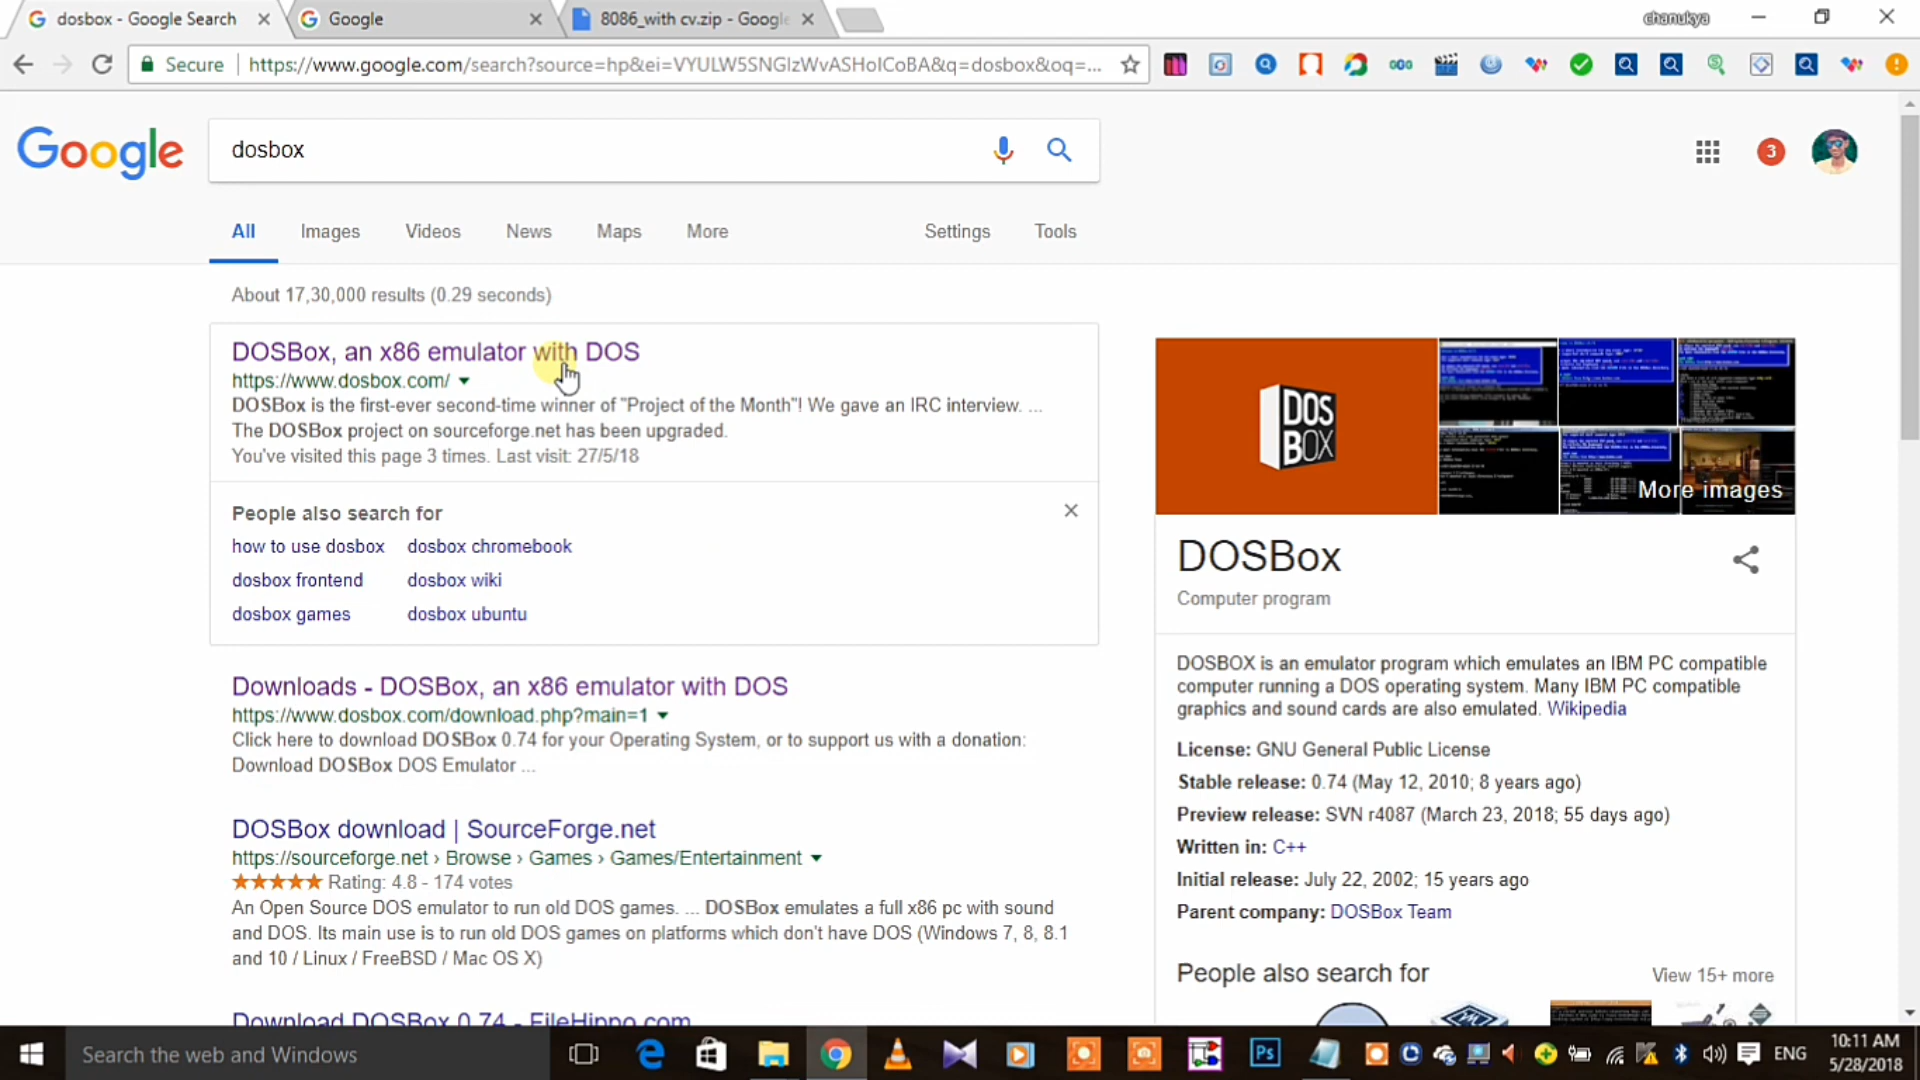 dosbox - Google Search
Google
8086_with cv.zip - Google
chanukya
Secure
https://www.google.com/search?source=hp&ei=VYULW5SNGIzWvASHoICoBA&q=dosbox&oq=...
Google
dosbox
3
All
Images
Videos
News
Maps
More
Settings
Tools
About 17,30,000 results (0.29 seconds)
DOSBox, an x86 emulator with DOS
https://www.dosbox.com/
DOSBox is the first-ever second-time winner of "Project of the Month"! We gave an IRC interview. ...
The DOSBox project on sourceforge.net has been upgraded.
You've visited this page 3 times. Last visit: 27/5/18
People also search for
how to use dosbox
dosbox chromebook
dosbox frontend
dosbox wiki
dosbox games
dosbox ubuntu
Downloads - DOSBox, an x86 emulator with DOS
https://www.dosbox.com/download.php?main=1
Click here to download DOSBox 0.74 for your Operating System, or to support us with a donation:
Download DOSBox DOS Emulator ...
DOSBox download | SourceForge.net
https://sourceforge.net › Browse › Games › Games/Entertainment
Rating: 4.8 - 174 votes
An Open Source DOS emulator to run old DOS games. ... DOSBox emulates a full x86 pc with sound
and DOS. Its main use is to run old DOS games on platforms which don't have DOS (Windows 7, 8, 8.1
and 10 / Linux / FreeBSD / Mac OS X)
Download DOSBox 0.74 - FileHippo.com
DOS
BOX
More images
DOSBox
Computer program
DOSBOX is an emulator program which emulates an IBM PC compatible
computer running a DOS operating system. Many IBM PC compatible
graphics and sound cards are also emulated. Wikipedia
License: GNU General Public License
Stable release: 0.74 (May 12, 2010; 8 years ago)
Preview release: SVN r4087 (March 23, 2018; 55 days ago)
Written in: C++
Initial release: July 22, 2002; 15 years ago
Parent company: DOSBox Team
People also search for
View 15+ more
Search the web and Windows
Ps
ENG
10:11 AM
5/28/2018